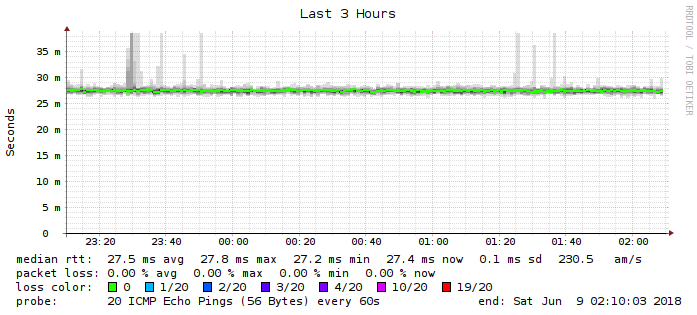 Last 3 Hours
RRDTOOL / TOBI OETIKER
Seconds
35 m
30 m
25 m
20 m
15 m
10 m
5 m
0
23:20 23:40 00:00 00:20 00:40 01:00 01:20 01:40 02:00
median rtt: 27.5 ms avg 27.8 ms max 27.2 ms min 27.4 ms now 0.1 ms sd 230.5 am/s
packet loss: 0.00 % avg 0.00 % max 0.00 % min 0.00 % now
loss color: 0 1/20 2/20 3/20 4/20 10/20 19/20
probe: 20 ICMP Echo Pings (56 Bytes) every 60s end: Sat Jun 9 02:10:03 2018